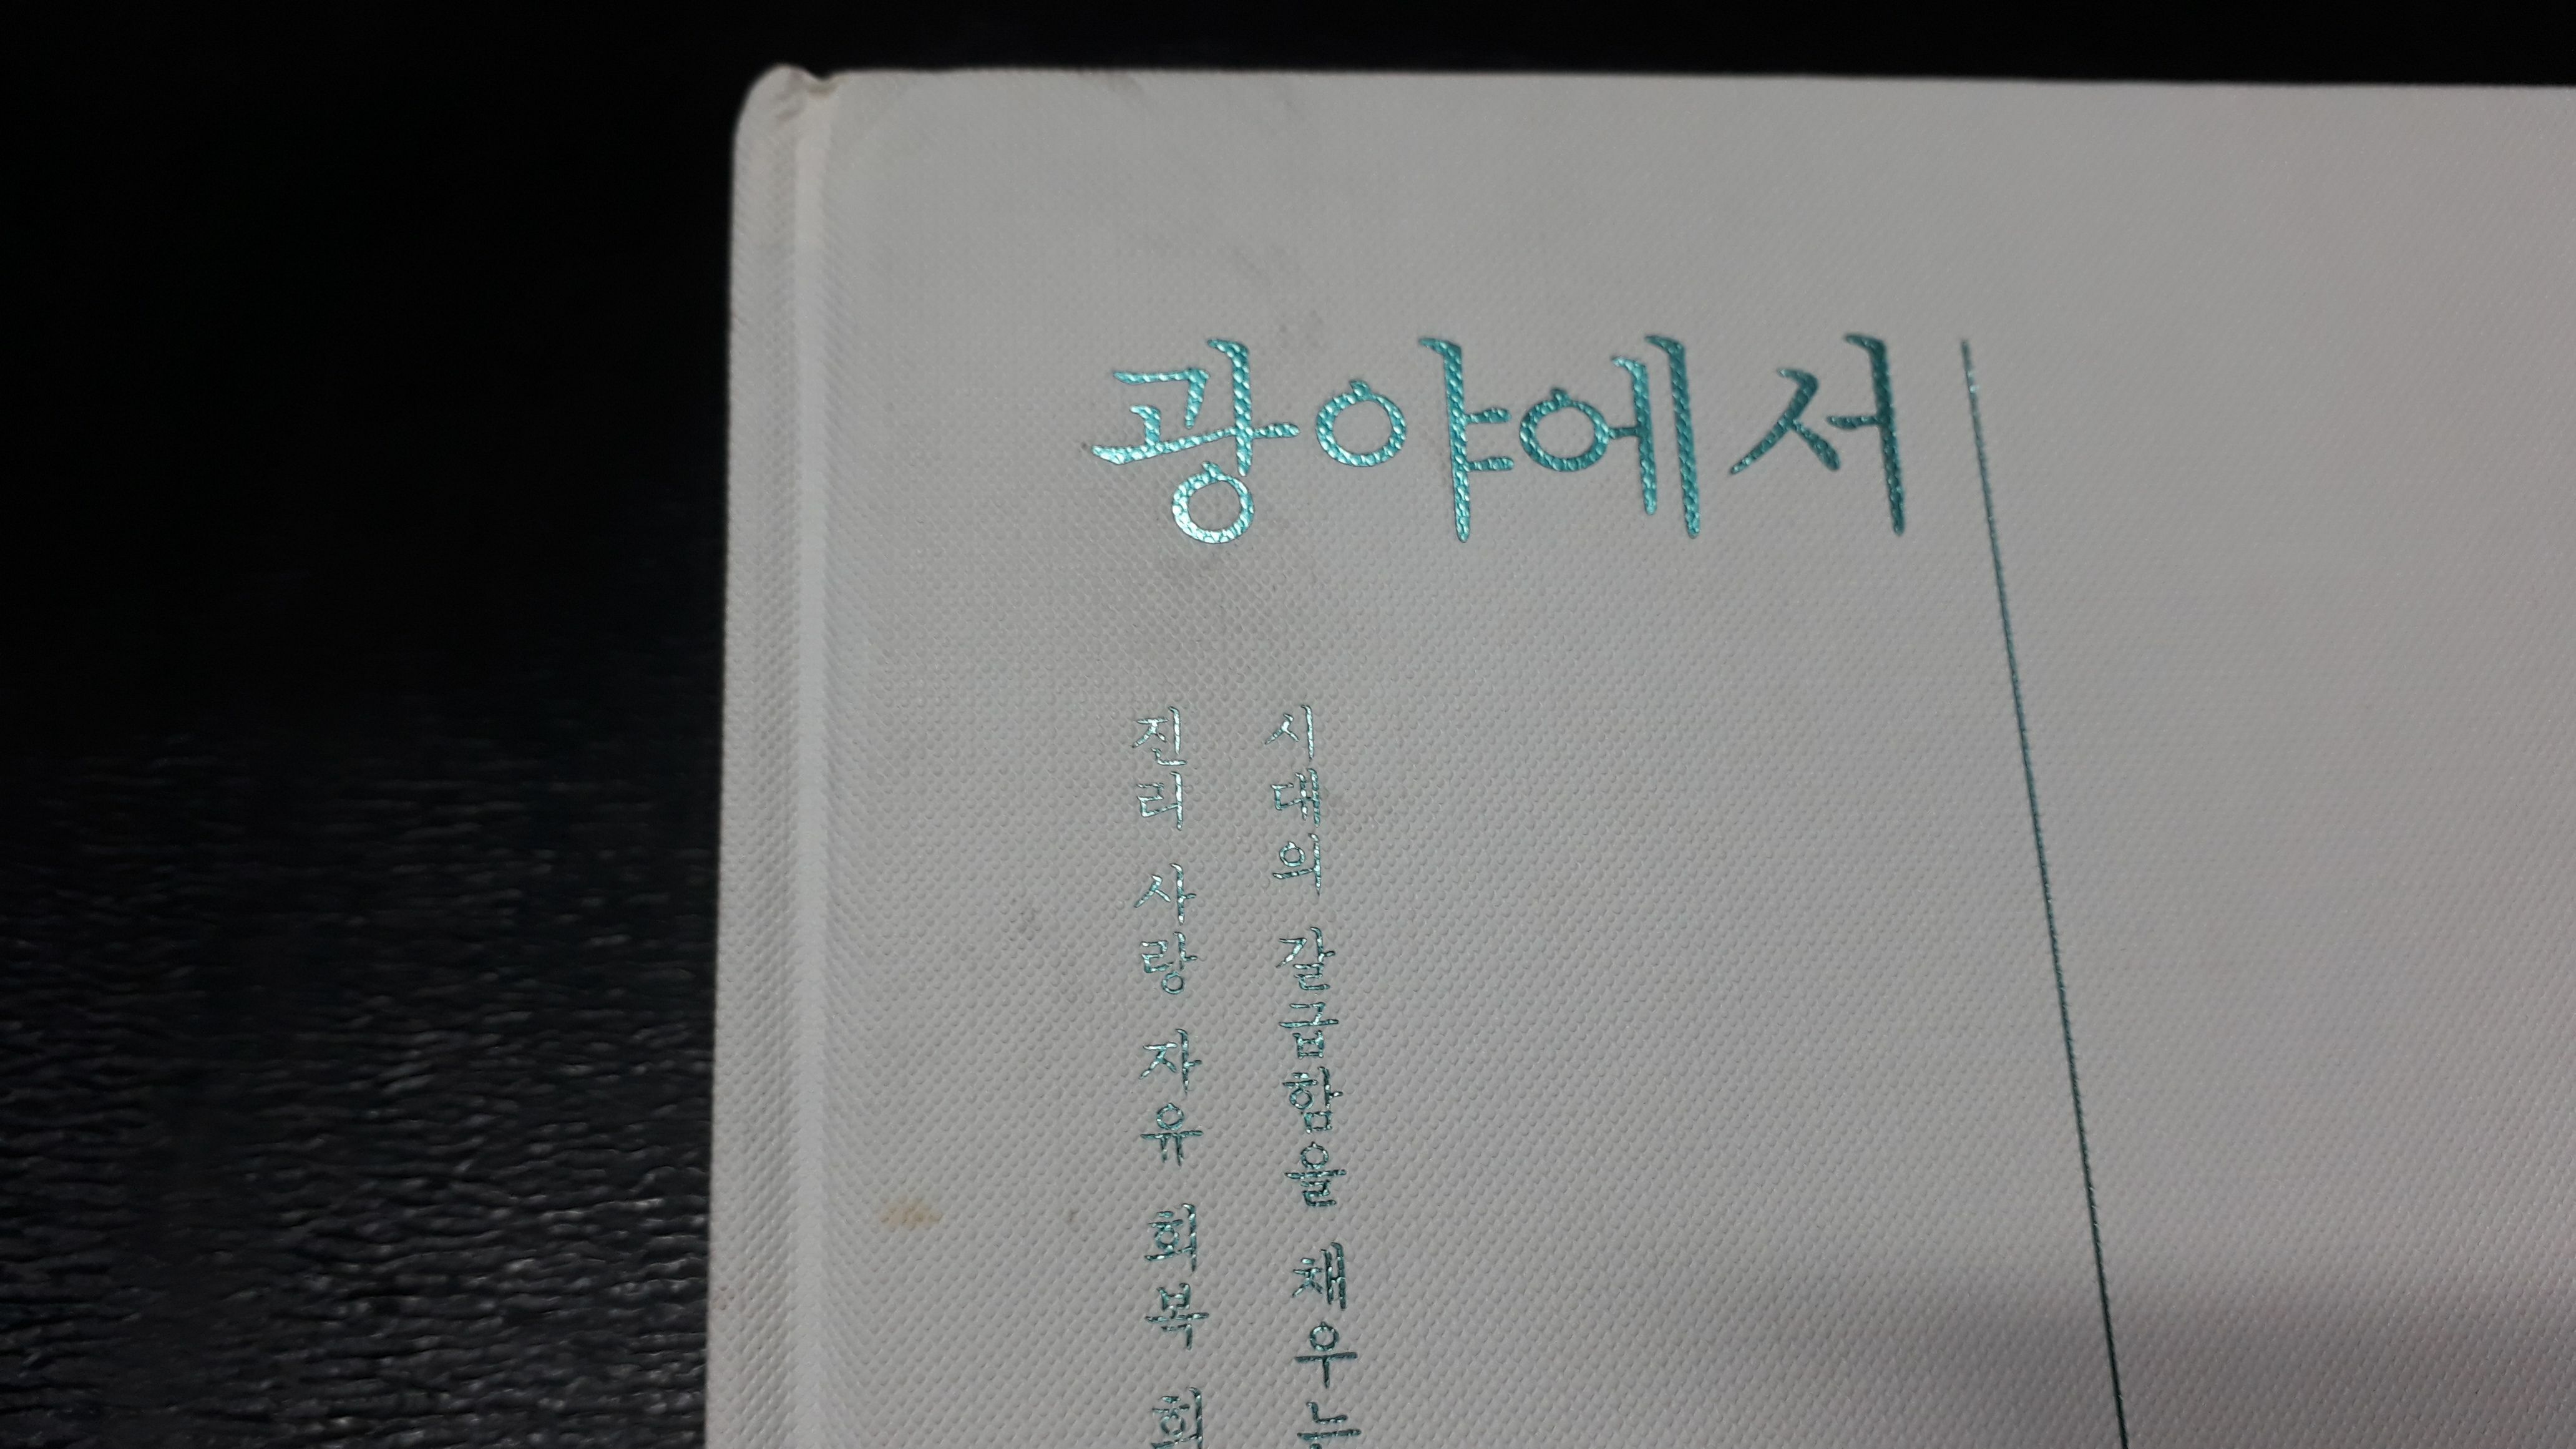 광야에서
시대의 갈급함을 채우는
진리 사랑 자유 회복